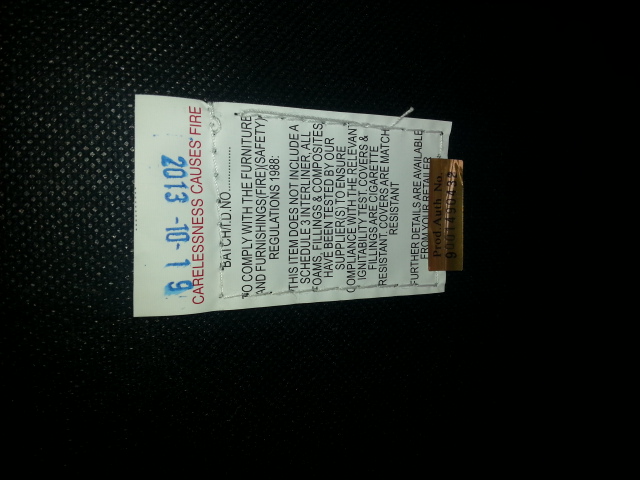 2013 -10- 19
CARELESSNESS CAUSES FIRE
BATCH/I.D.NO..............
TO COMPLY WITH THE FURNITURE
AND FURNISHINGS(FIRE)(SAFETY)
REGULATIONS 1988:
THIS ITEM DOES NOT INCLUDE A
SCHEDULE 3 INTERLINER. ALL
FOAMS, FILLINGS & COMPOSITES
HAVE BEEN TESTED BY OUR
SUPPLIER(S) TO ENSURE
COMPLIANCE WITH THE RELEVANT
IGNITABILITY TEST. COVERS &
FILLINGS ARE CIGARETTE
RESISTANT. COVERS ARE MATCH
RESISTANT
FURTHER DETAILS ARE AVAILABLE
FROM YOUR RETAILER
Prod Auth No.
9001490432